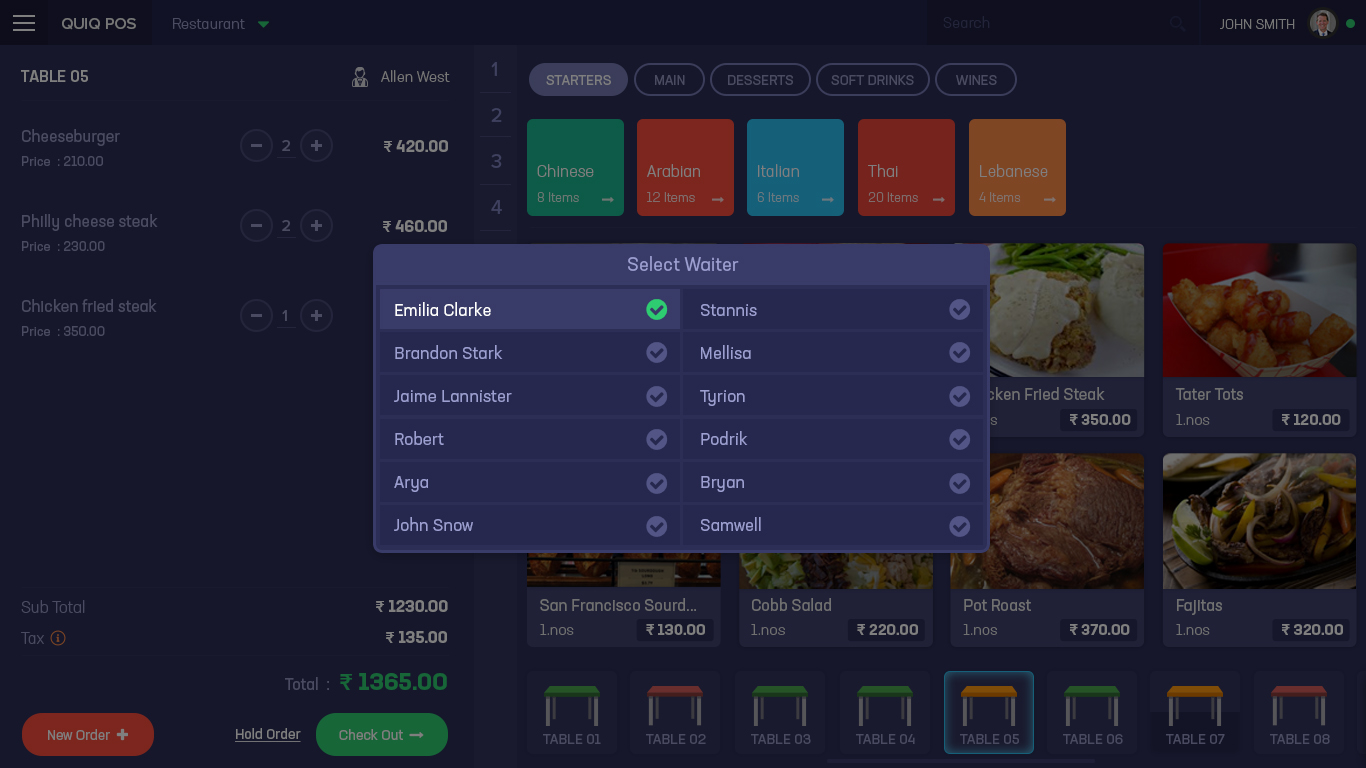 QUIQ POS
Restaurant
Search
JOHN SMITH
TABLE 05
Allen West
Cheeseburger
Price : 210.00
2
₹ 420.00
Philly cheese steak
Price : 230.00
2
₹ 460.00
Chicken fried steak
Price : 350.00
1
Sub Total
₹ 1230.00
Tax
₹ 135.00
Total :
₹ 1365.00
New Order
Hold Order
Check Out
1
2
3
4
STARTERS
MAIN
DESSERTS
SOFT DRINKS
WINES
Chinese
8 Items
Arabian
12 Items
Italian
6 Items
Thai
20 Items
Lebanese
4 Items
Select Waiter
Emilia Clarke
Stannis
Brandon Stark
Mellisa
Jaime Lannister
Tyrion
Robert
Podrik
Arya
Bryan
John Snow
Samwell
cken Fried Steak
s
₹ 350.00
Tater Tots
1.nos
₹ 120.00
San Francisco Sourd...
1.nos
₹ 130.00
Cobb Salad
1.nos
₹ 220.00
Pot Roast
1.nos
₹ 370.00
Fajitas
1.nos
₹ 320.00
TABLE 01
TABLE 02
TABLE 03
TABLE 04
TABLE 05
TABLE 06
TABLE 07
TABLE 08